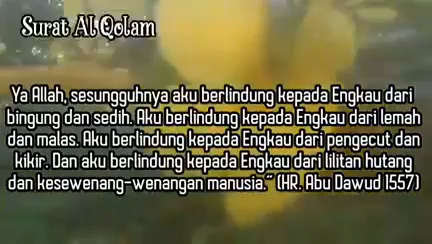 Surat Al Qolam
Ya Allah, sesungguhnya aku berlindung kepada Engkau dari
bingung dan sedih. Aku berlindung kepada Engkau dari lemah
dan malas. Aku berlindung kepada Engkau dari pengecut dan
kikir. Dan aku berlindung kepada Engkau dari lilitan hutang
dan kesewenang-wenangan manusia.” (HR. Abu Dawud 1557)